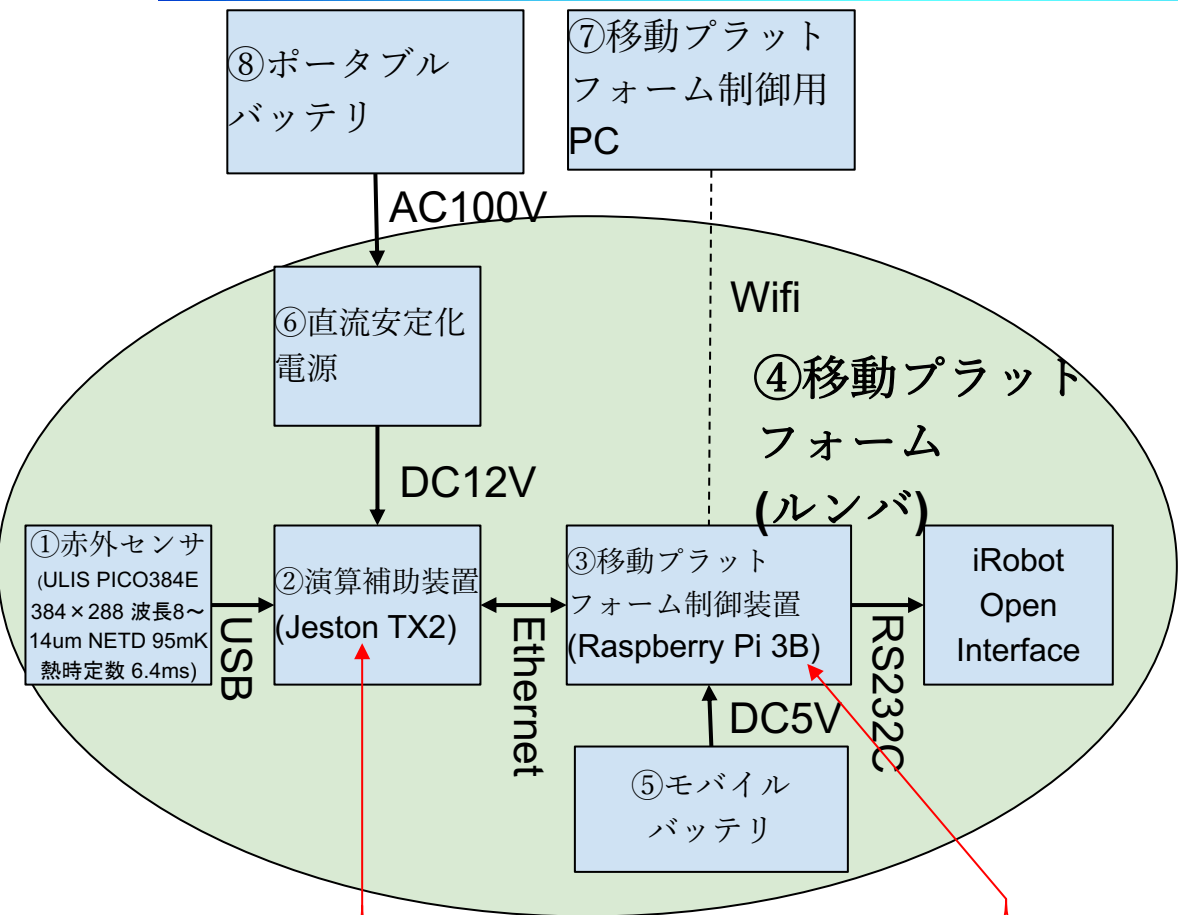 ⑧ポータブル
バッテリ
⑦移動プラット
フォーム制御用
PC
AC100V
⑥直流安定化
電源
Wifi
④移動プラット
フォーム
(ルンバ)
DC12V
①赤外センサ
(ULIS PICO384E
384×288 波長8～
14um NETD 95mK
熱時定数 6.4ms)
USB
②演算補助装置
(Jeston TX2)
Ethernet
③移動プラット
フォーム制御装置
(Raspberry Pi 3B)
RS232C
iRobot
Open
Interface
DC5V
⑤モバイル
バッテリ